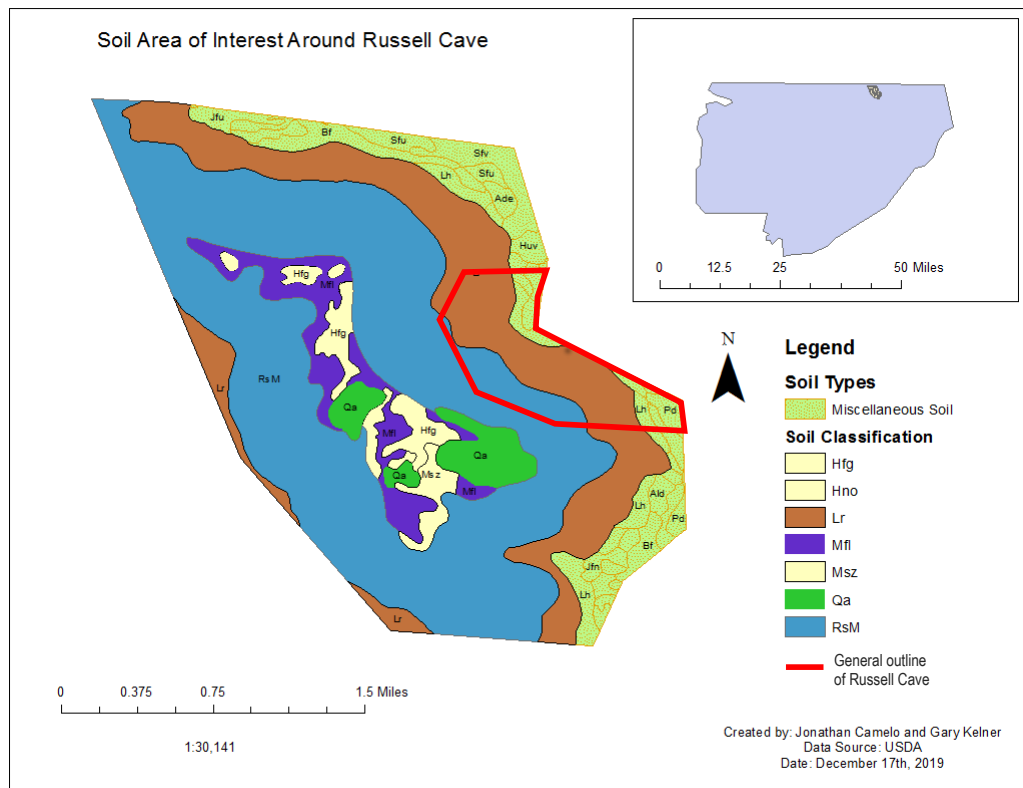 Soil Area of Interest Around Russell Cave
Jfu
Bf
Sfu
Sfv
Lh
Sfu
Ade
Huv
Hfg
Mfl
Hfg
Lr
RsM
Qa
Mfl
Hfg
Qa
Qa
Msz
Mfl
Lh
Pd
Ald
Lh
Pd
Bf
Jfn
Lh
Lr
0 12.5 25 50 Miles
N
Legend
Soil Types
Miscellaneous Soil
Soil Classification
Hfg
Hno
Lr
Mfl
Msz
Qa
RsM
General outline
of Russell Cave
0 0.375 0.75 1.5 Miles
1:30,141
Created by: Jonathan Camelo and Gary Kelner
Data Source: USDA
Date: December 17th, 2019